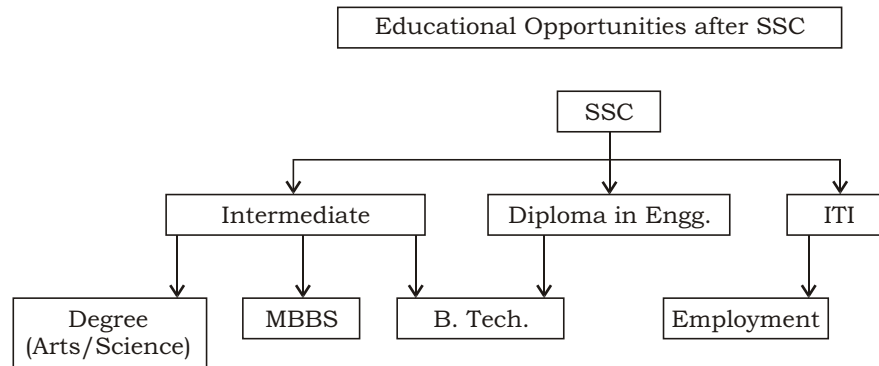 Educational Opportunities after SSC
SSC
Intermediate
Diploma in Engg.
ITI
Degree
(Arts/Science)
MBBS
B. Tech.
Employment